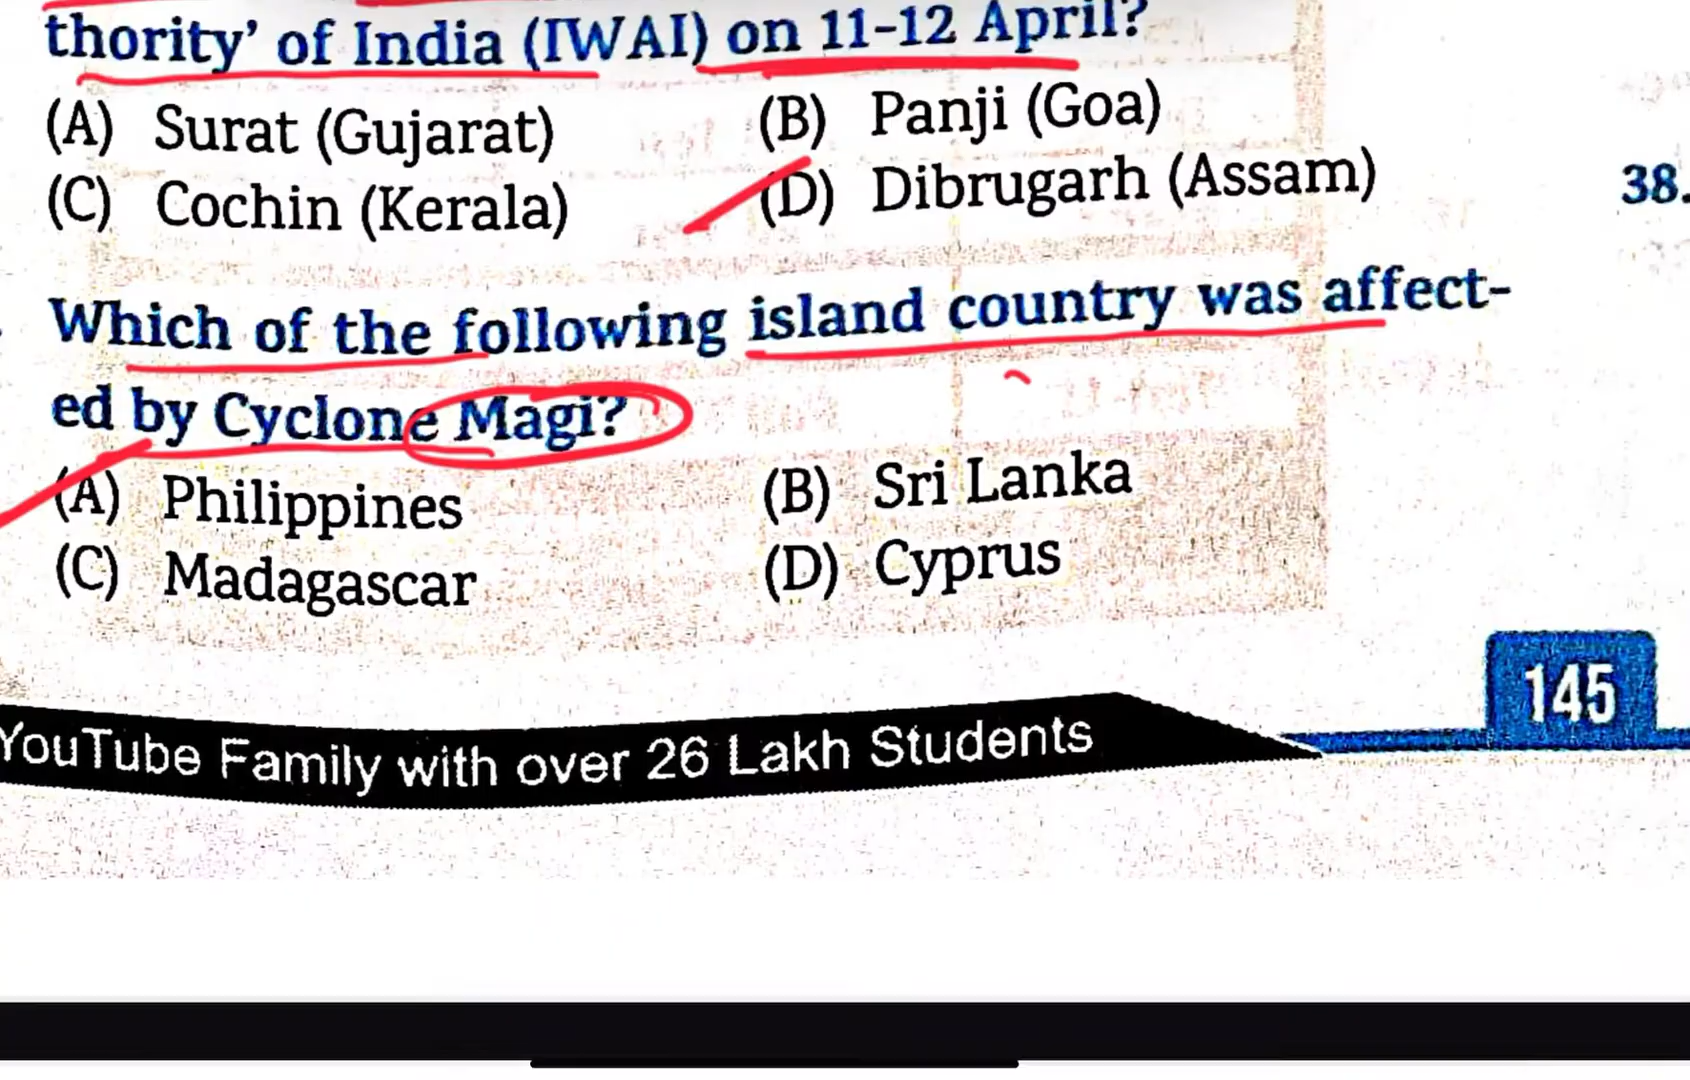 thority' of India (IWAI) on 11-12 April?
(A) Surat (Gujarat) (B) Panji (Goa)
(C) Cochin (Kerala) (D) Dibrugarh (Assam)
38.
Which of the following island country was affect-
ed by Cyclone Magi?
(A) Philippines (B) Sri Lanka
(C) Madagascar (D) Cyprus
145
YouTube Family with over 26 Lakh Students